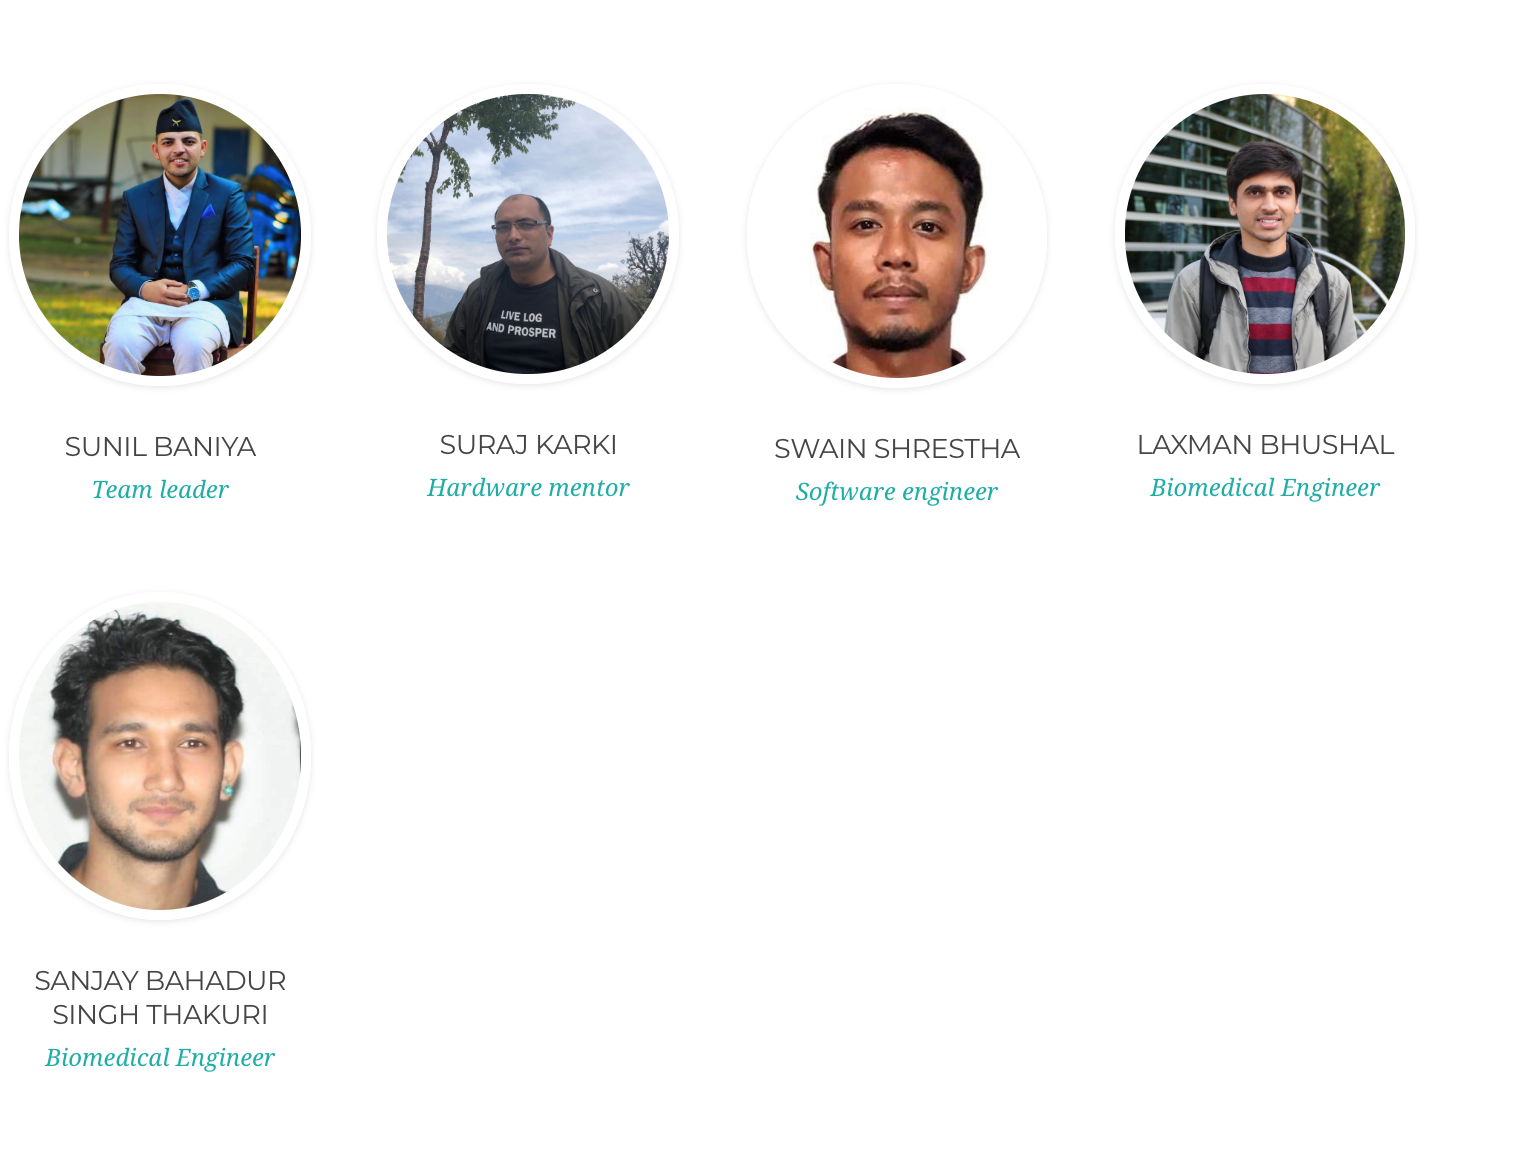 LIVE LOG
AND PROSPER
SUNIL BANIYA
Team leader
SURAJ KARKI
Hardware mentor
SWAIN SHRESTHA
Software engineer
LAXMAN BHUSHAL
Biomedical Engineer
SANJAY BAHADUR
SINGH THAKURI
Biomedical Engineer